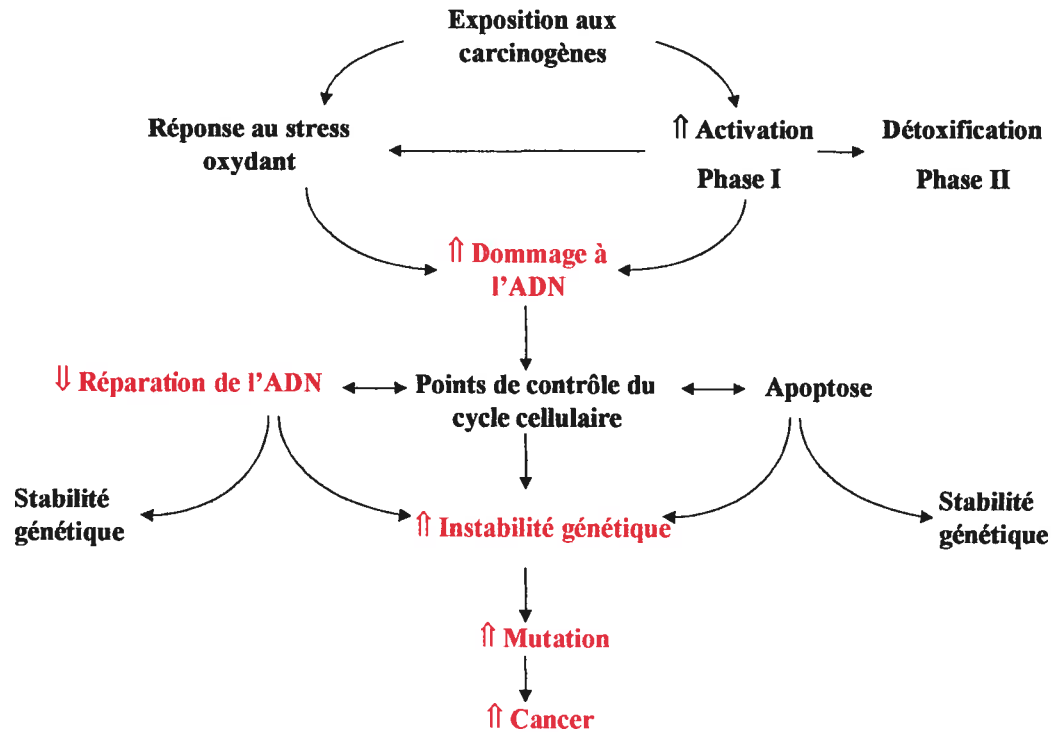 Exposition aux
carcinogènes
Réponse au stress
oxydant
⇑ Activation
Phase I
Détoxification
Phase II
⇑ Dommage à
l'ADN
⇓ Réparation de l'ADN
Points de contrôle du
cycle cellulaire
Apoptose
Stabilité
génétique
⇑ Instabilité génétique
Stabilité
génétique
⇑ Mutation
⇑ Cancer